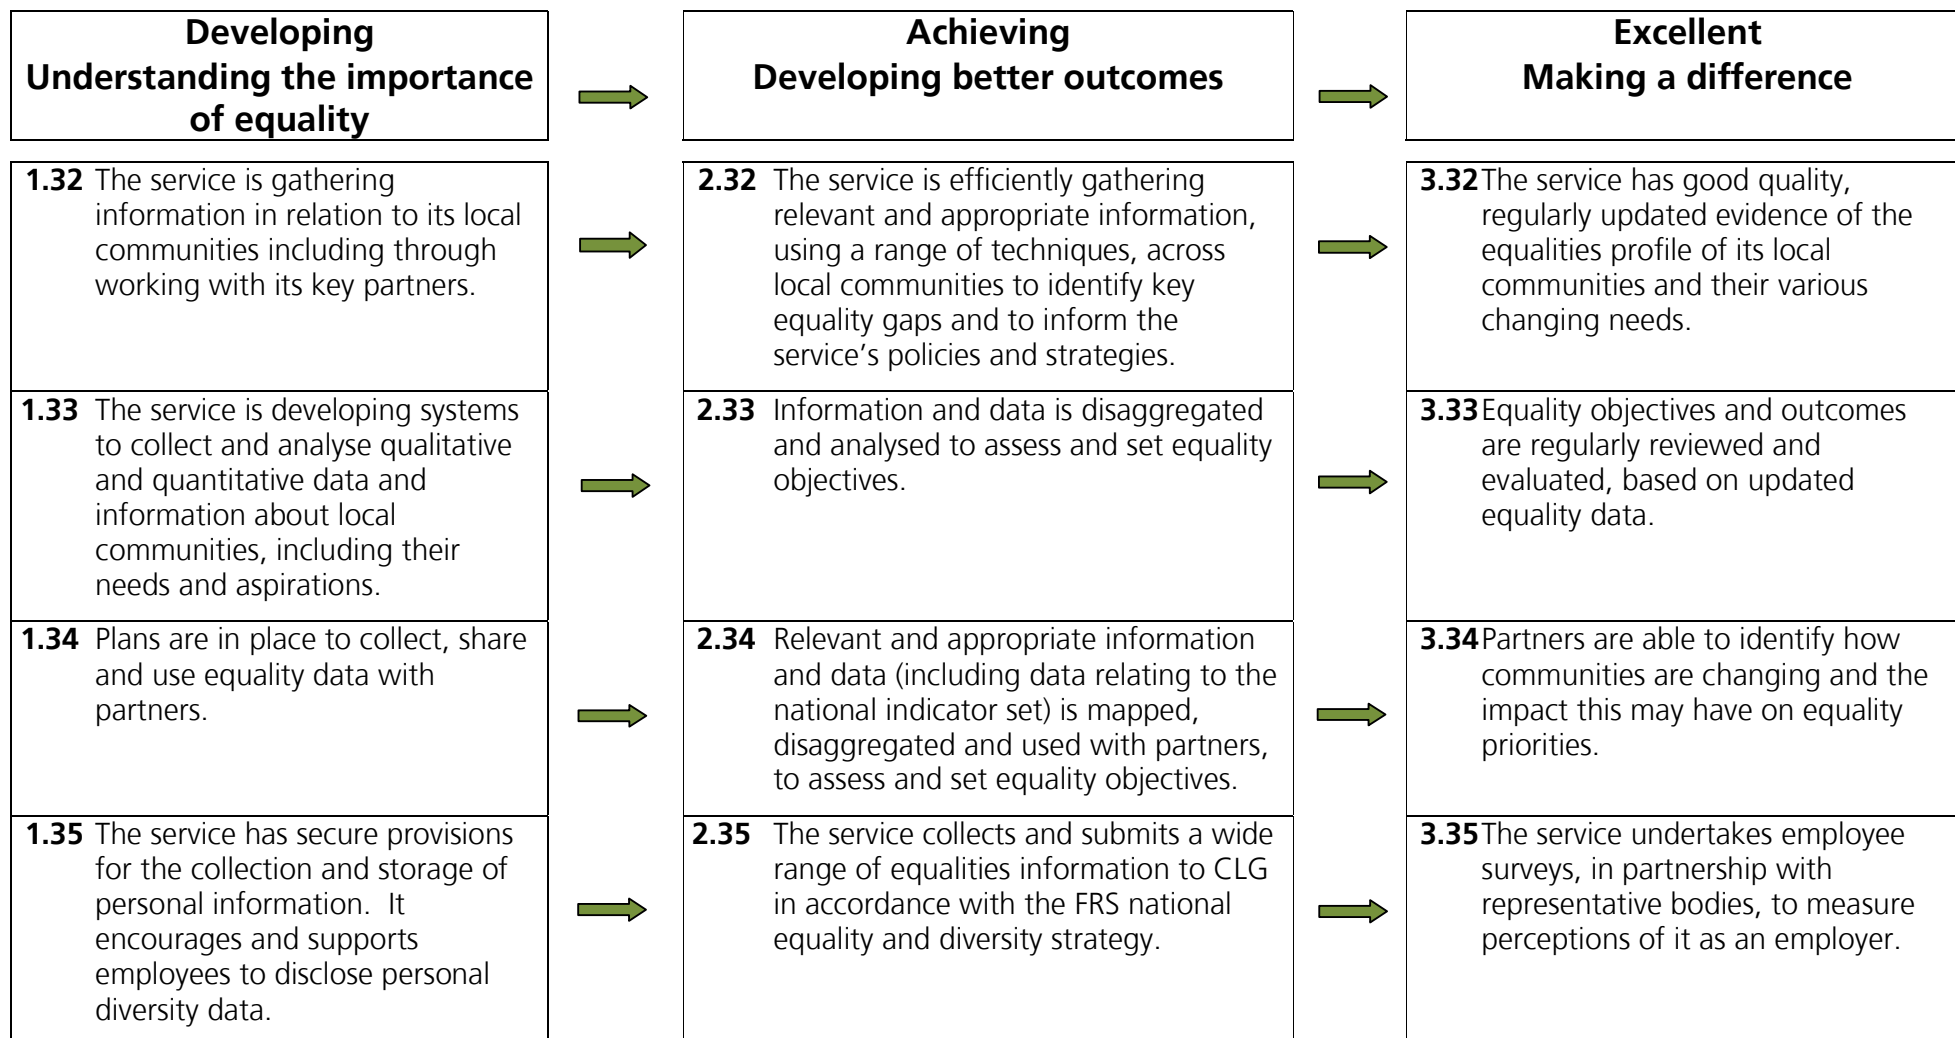 Developing
Understanding the importance
of equality
Achieving
Developing better outcomes
Excellent
Making a difference
1.32 The service is gathering
information in relation to its local
communities including through
working with its key partners.
2.32 The service is efficiently gathering
relevant and appropriate information,
using a range of techniques, across
local communities to identify key
equality gaps and to inform the
service’s policies and strategies.
3.32 The service has good quality,
regularly updated evidence of the
equalities profile of its local
communities and their various
changing needs.
1.33 The service is developing systems
to collect and analyse qualitative
and quantitative data and
information about local
communities, including their
needs and aspirations.
2.33 Information and data is disaggregated
and analysed to assess and set equality
objectives.
3.33 Equality objectives and outcomes
are regularly reviewed and
evaluated, based on updated
equality data.
1.34 Plans are in place to collect, share
and use equality data with
partners.
2.34 Relevant and appropriate information
and data (including data relating to the
national indicator set) is mapped,
disaggregated and used with partners,
to assess and set equality objectives.
3.34 Partners are able to identify how
communities are changing and the
impact this may have on equality
priorities.
1.35 The service has secure provisions
for the collection and storage of
personal information. It
encourages and supports
employees to disclose personal
diversity data.
2.35 The service collects and submits a wide
range of equalities information to CLG
in accordance with the FRS national
equality and diversity strategy.
3.35 The service undertakes employee
surveys, in partnership with
representative bodies, to measure
perceptions of it as an employer.